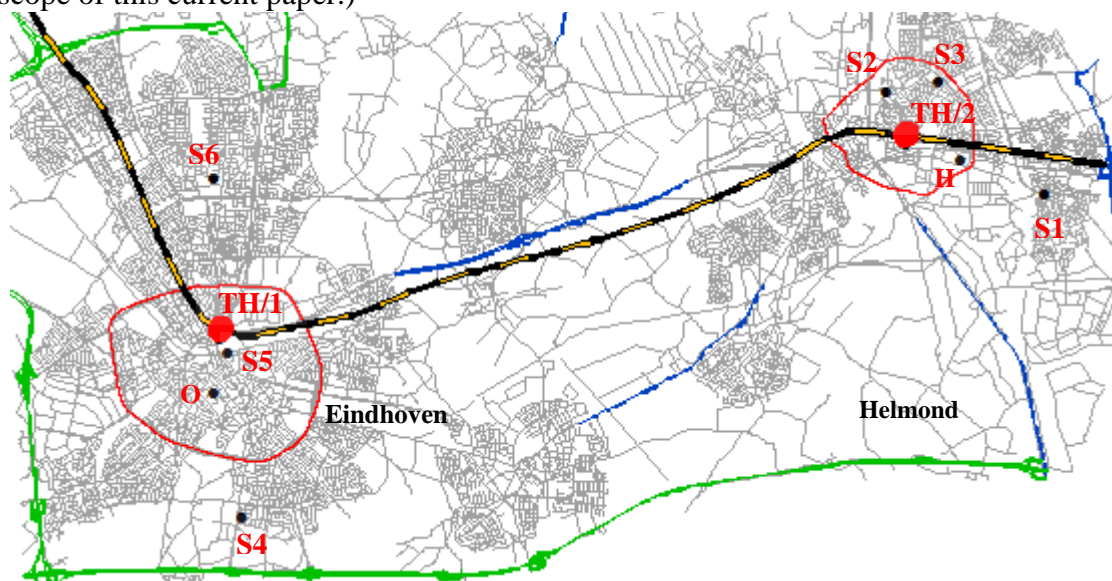 scope of this current paper.)
S2
S3
TH/2
S6
H
S1
TH/1
S5
O
Eindhoven
Helmond
S4